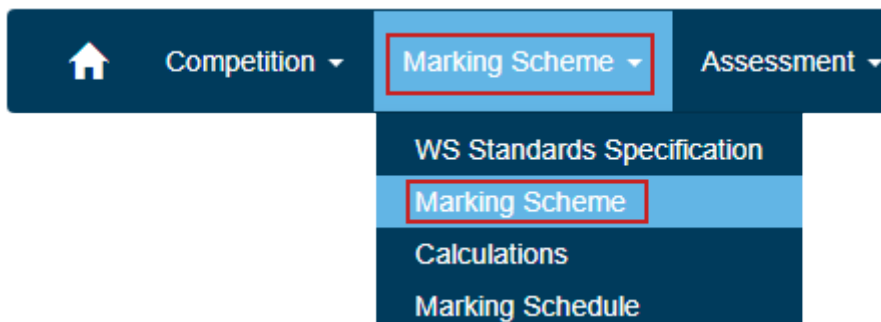 Competition Marking Scheme Assessment
WS Standards Specification
Marking Scheme
Calculations
Marking Schedule